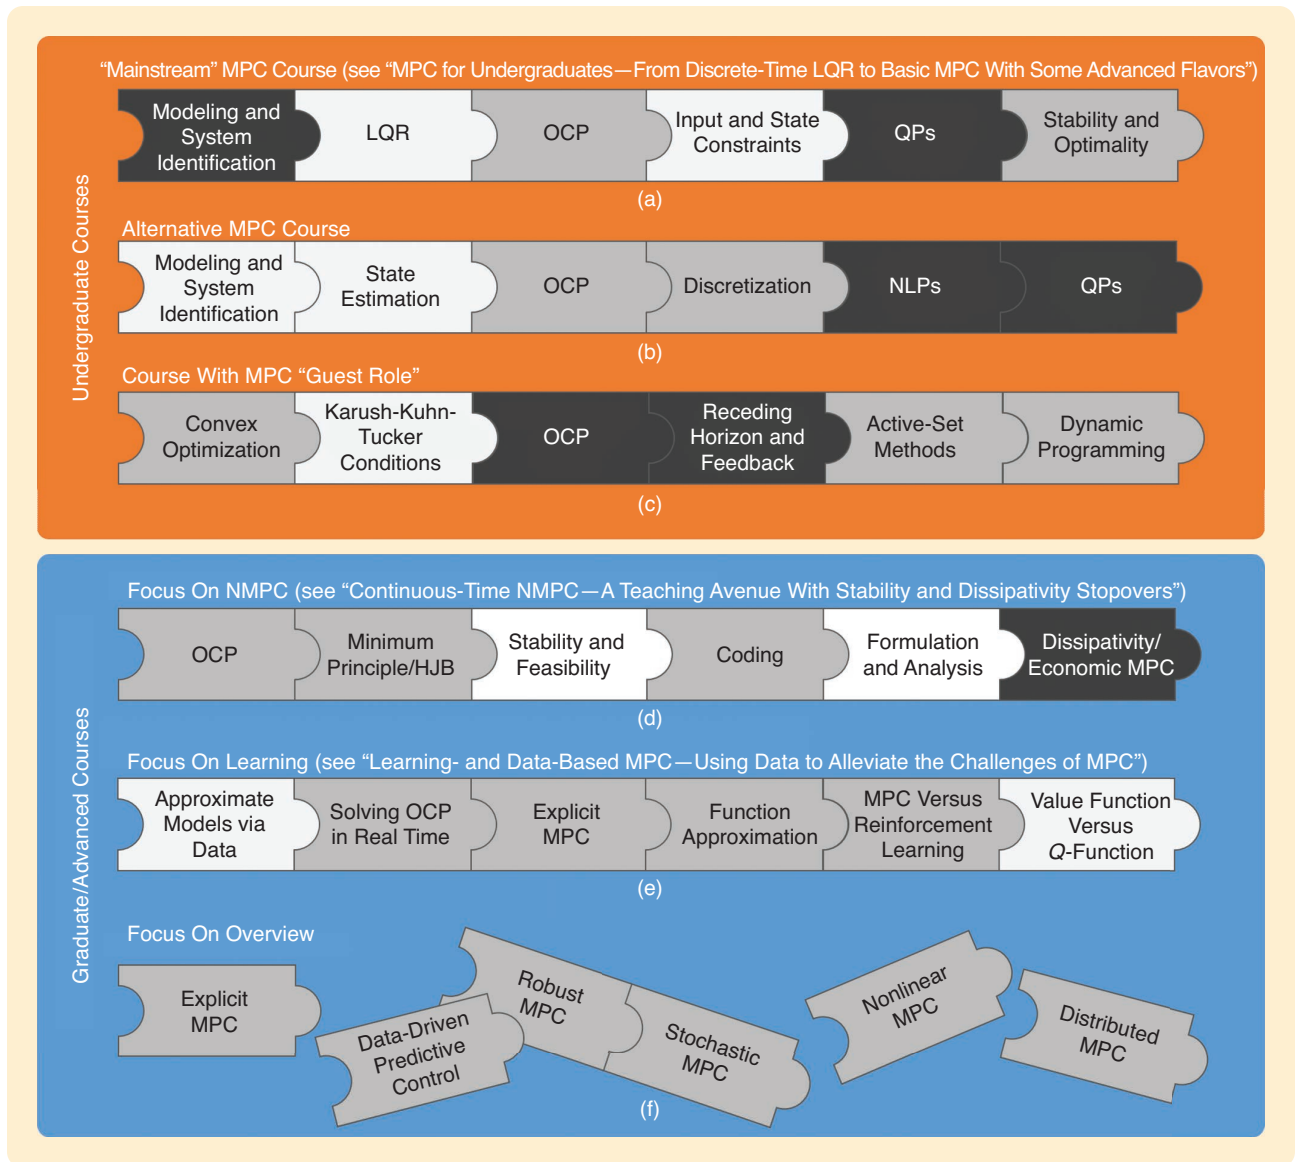 “Mainstream” MPC Course (see “MPC for Undergraduates—From Discrete-Time LQR to Basic MPC With Some Advanced Flavors”)
Modeling and
System
Identification
LQR
OCP
Input and State
Constraints
QPs
Stability and
Optimality
(a)
Undergraduate Courses
Alternative MPC Course
Modeling and
System
Identification
State
Estimation
OCP
Discretization
NLPs
QPs
(b)
Course With MPC “Guest Role”
Convex
Optimization
Karush-Kuhn-
Tucker
Conditions
OCP
Receding
Horizon and
Feedback
Active-Set
Methods
Dynamic
Programming
(c)
Focus On NMPC (see “Continuous-Time NMPC—A Teaching Avenue With Stability and Dissipativity Stopovers”)
OCP
Minimum
Principle/HJB
Stability and
Feasibility
Coding
Formulation
and Analysis
Dissipativity/
Economic MPC
(d)
Graduate/Advanced Courses
Focus On Learning (see “Learning- and Data-Based MPC—Using Data to Alleviate the Challenges of MPC”)
Approximate
Models via
Data
Solving OCP
in Real Time
Explicit
MPC
Function
Approximation
MPC Versus
Reinforcement
Learning
Value Function
Versus
Q-Function
(e)
Focus On Overview
Explicit
MPC
Data-Driven
Predictive
Control
Robust
MPC
Stochastic
MPC
Nonlinear
MPC
Distributed
MPC
(f)